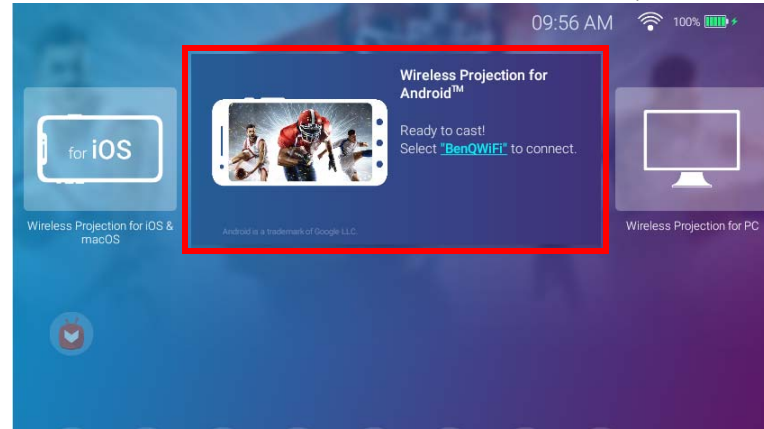 09:56 AM 100%
Wireless Projection for
Android™
for iOS
Ready to cast!
Select "BenQWiFi" to connect.
Android is a trademark of Google LLC.
Wireless Projection for iOS &
macOS
Wireless Projection for PC